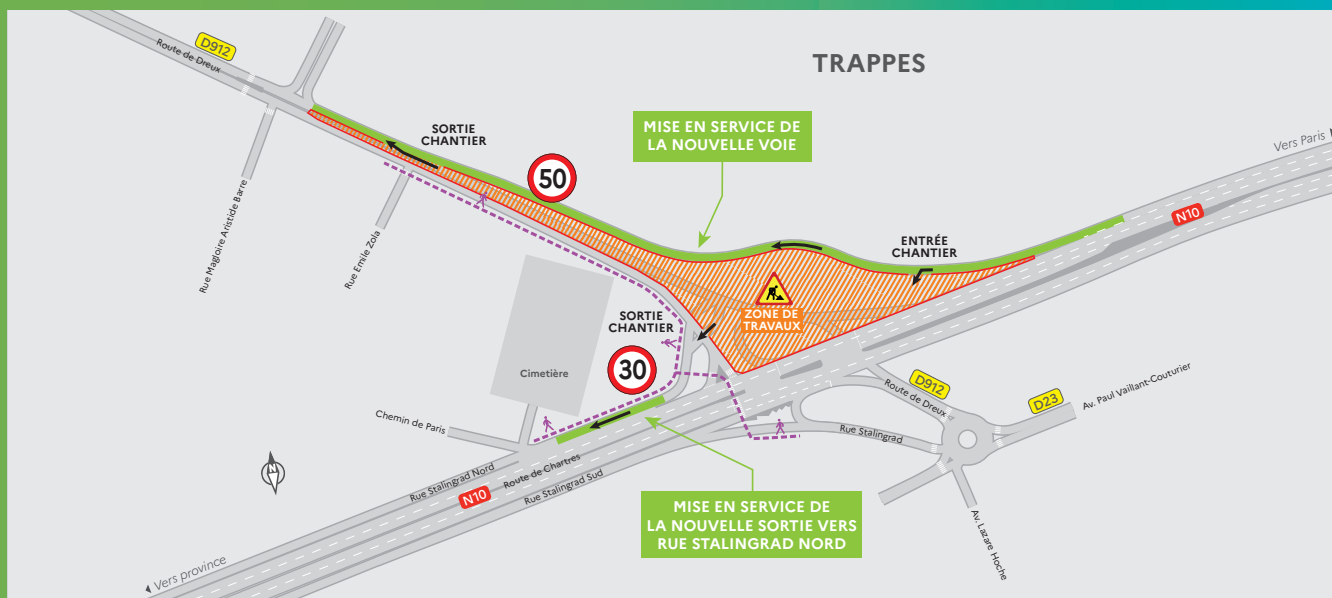 TRAPPES
D912
Route de Dreux
SORTIE
CHANTIER
MISE EN SERVICE DE
LA NOUVELLE VOIE
Vers Paris
50
N10
Rue Magloire Aristide Barre
Rue Emile Zola
ENTRÉE
CHANTIER
ZONE DE
TRAVAUX
SORTIE
CHANTIER
30
Cimetière
D912
Route de Dreux
D23
Av. Paul Vaillant-Couturier
Chemin de Paris
Rue Stalingrad
Rue Stalingrad Nord
Route de Chartres
N10
Rue Stalingrad Sud
MISE EN SERVICE DE
LA NOUVELLE SORTIE VERS
RUE STALINGRAD NORD
Av. Lazare Hoche
Vers province